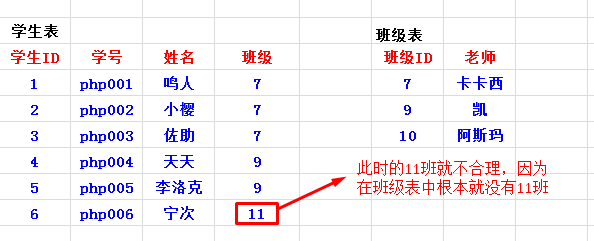 学生表 班级表
学生ID 学号 姓名 班级 班级ID 老师
1 php001 鸣人 7 7 卡卡西
2 php002 小樱 7 9 凯
3 php003 佐助 7 10 阿斯玛
4 php004 天天 9
此时的11班就不合理，因为
5 php005 李洛克 9
在班级表中根本就没有11班
6 php006 宁次 11